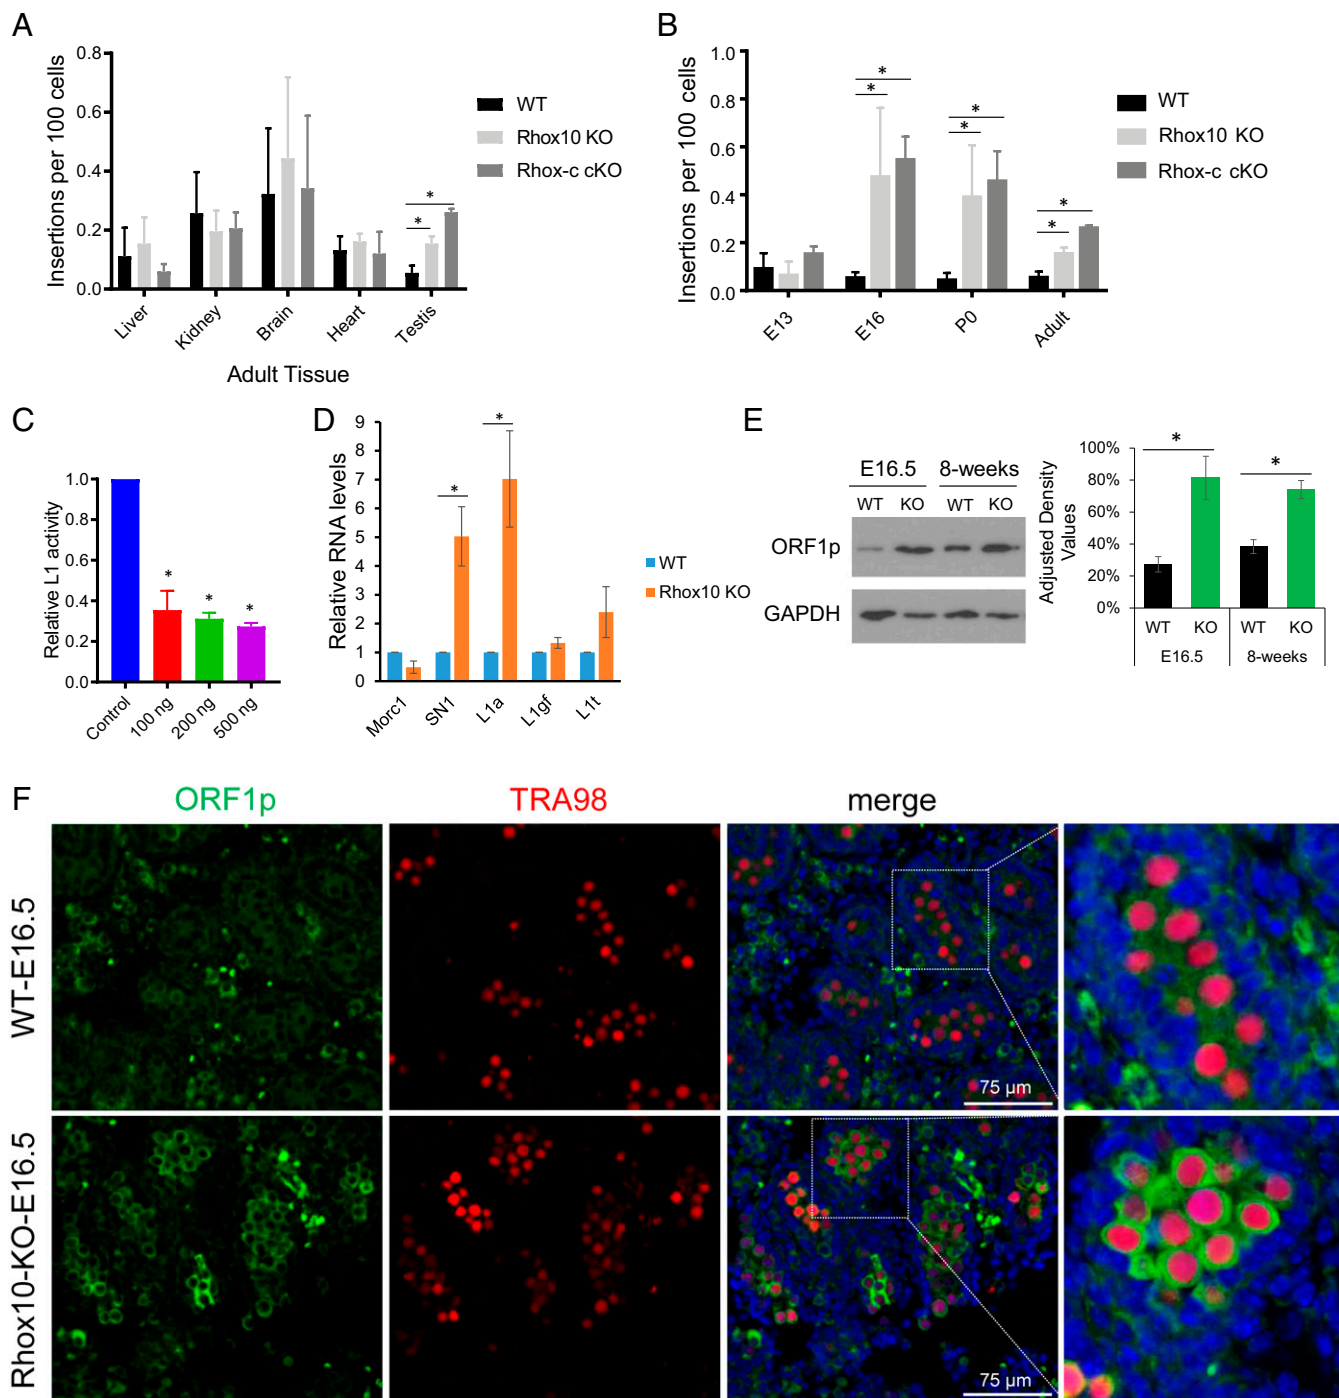 A
Insertions per 100 cells
0.8
0.6
0.4
0.2
0.0
Liver
Kidney
Brain
Heart
Testis
Adult Tissue
* *
WT
Rhox10 KO
Rhox-c cKO
B
Insertions per 100 cells
1.0
0.8
0.6
0.4
0.2
0.0
E13
E16
P0
Adult
* * * * * *
WT
Rhox10 KO
Rhox-c cKO
C
Relative L1 activity
1.0
0.8
0.6
0.4
0.2
0.0
* * *
Control
100 ng
200 ng
500 ng
D
Relative RNA levels
9
8
7
6
5
4
3
2
1
0
* *
Morc1
SN1
L1a
L1gf
L1t
WT
Rhox10 KO
E
E16.5 8-weeks
WT KO WT KO
ORF1p
GAPDH
Adjusted Density
Values
100%
80%
60%
40%
20%
0%
* *
WT KO WT KO
E16.5 8-weeks
F
ORF1p TRA98 merge
WT-E16.5
75 µm
Rhox10-KO-E16.5
75 µm